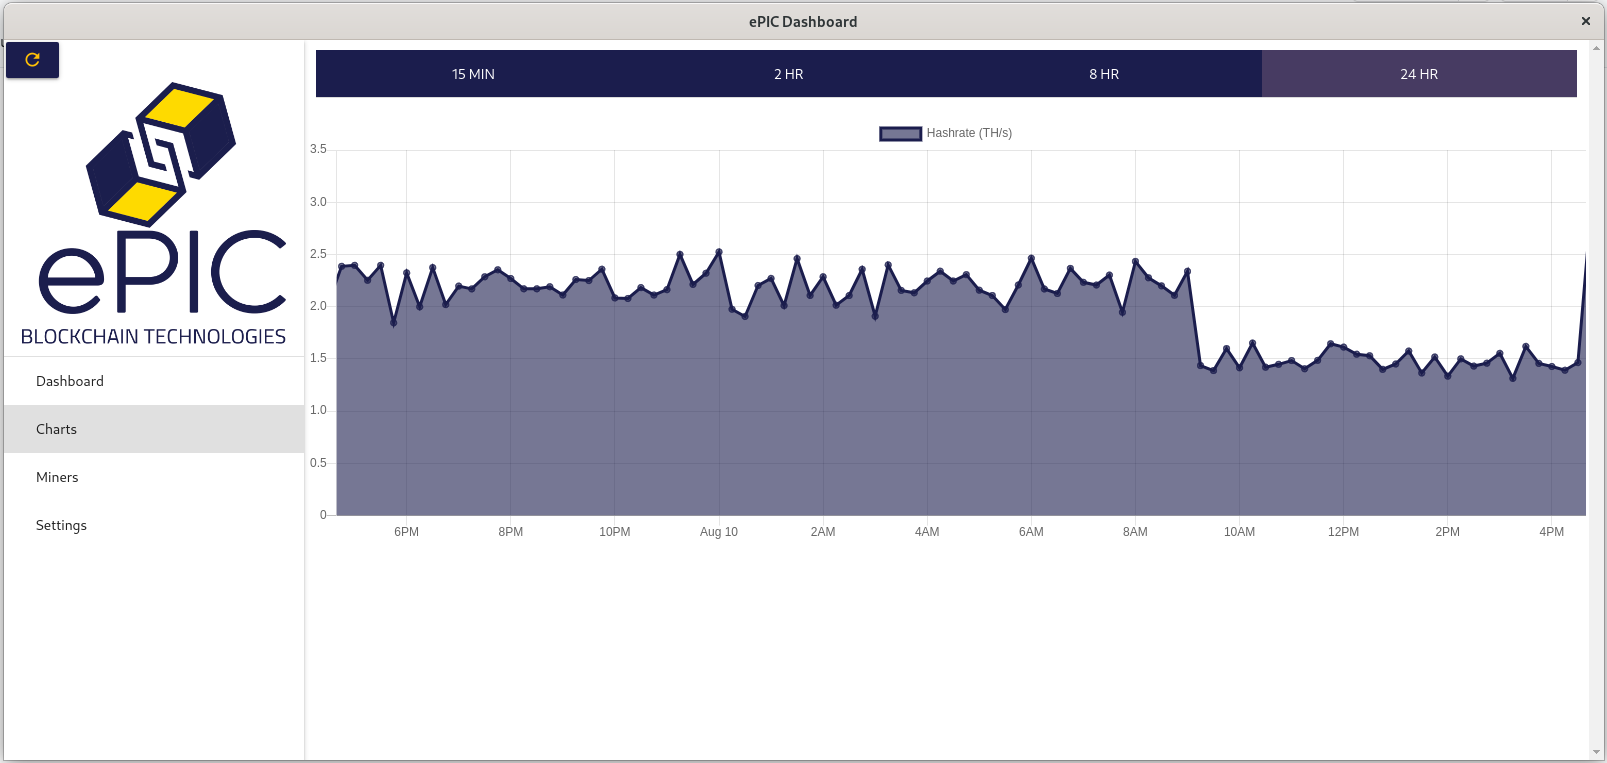 ePIC Dashboard
15 MIN 2 HR 8 HR 24 HR
ePIC
BLOCKCHAIN TECHNOLOGIES
Dashboard
Charts
Miners
Settings
Hashrate (TH/s)
3.5
3.0
2.5
2.0
1.5
1.0
0.5
0
6PM 8PM 10PM Aug 10 2AM 4AM 6AM 8AM 10AM 12PM 2PM 4PM